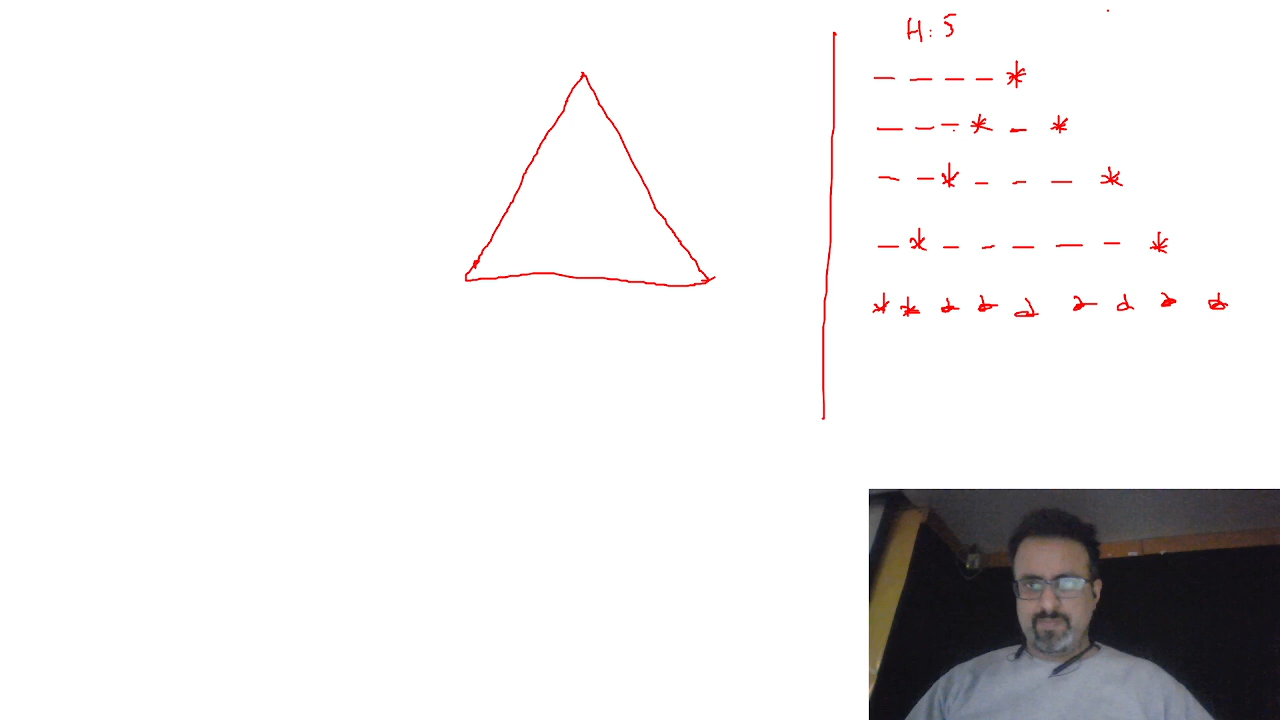 H: 5
- - - - *
- - - * - *
- - * - - - *
- * - - - - - *
* * * * * * * * *